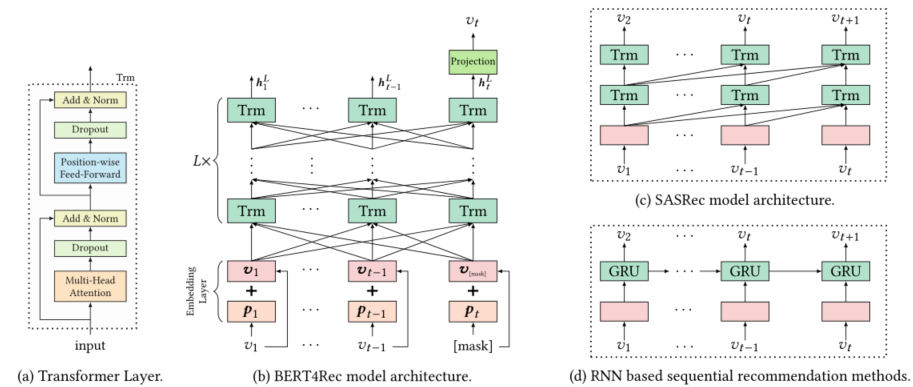 Trm
Add & Norm
Dropout
Position-wise
Feed-Forward
Add & Norm
Dropout
Multi-Head
Attention
input
(a) Transformer Layer.
v_t
Projection
h_1^L h_{t-1}^L h_t^L
Trm ... Trm Trm
L×
Trm ... Trm Trm
Embedding
Layer
v_1 ... v_{t-1} v_[mask]
+ + +
p_1 ... p_{t-1} p_t
v_1 ... v_{t-1} [mask]
(b) BERT4Rec model architecture.
v_2 v_t v_{t+1}
Trm ... Trm Trm
Trm ... Trm Trm
...
v_1 v_{t-1} v_t
(c) SASRec model architecture.
v_2 v_t v_{t+1}
GRU ... GRU GRU
...
v_1 v_{t-1} v_t
(d) RNN based sequential recommendation methods.